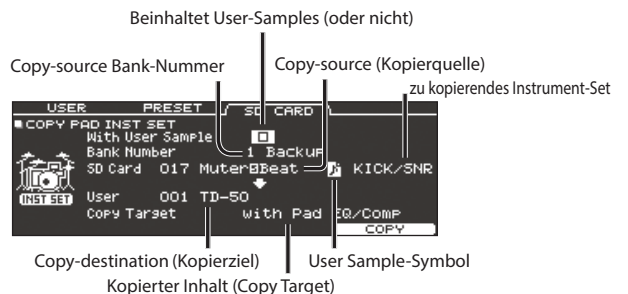 Beinhaltet User-Samples (oder nicht)
Copy-source Bank-Nummer
Copy-source (Kopierquelle)
zu kopierendes Instrument-Set
USER PRESET SD CARD
COPY PAD INST SET
With User Sample
Bank Number 1 Backup
SD Card 017 Muter0Beat KICK/SNR
INST SET
User 001 TD-50
Copy Target with Pad EQ/Comp
COPY
Copy-destination (Kopierziel)
User Sample-Symbol
Kopierter Inhalt (Copy Target)